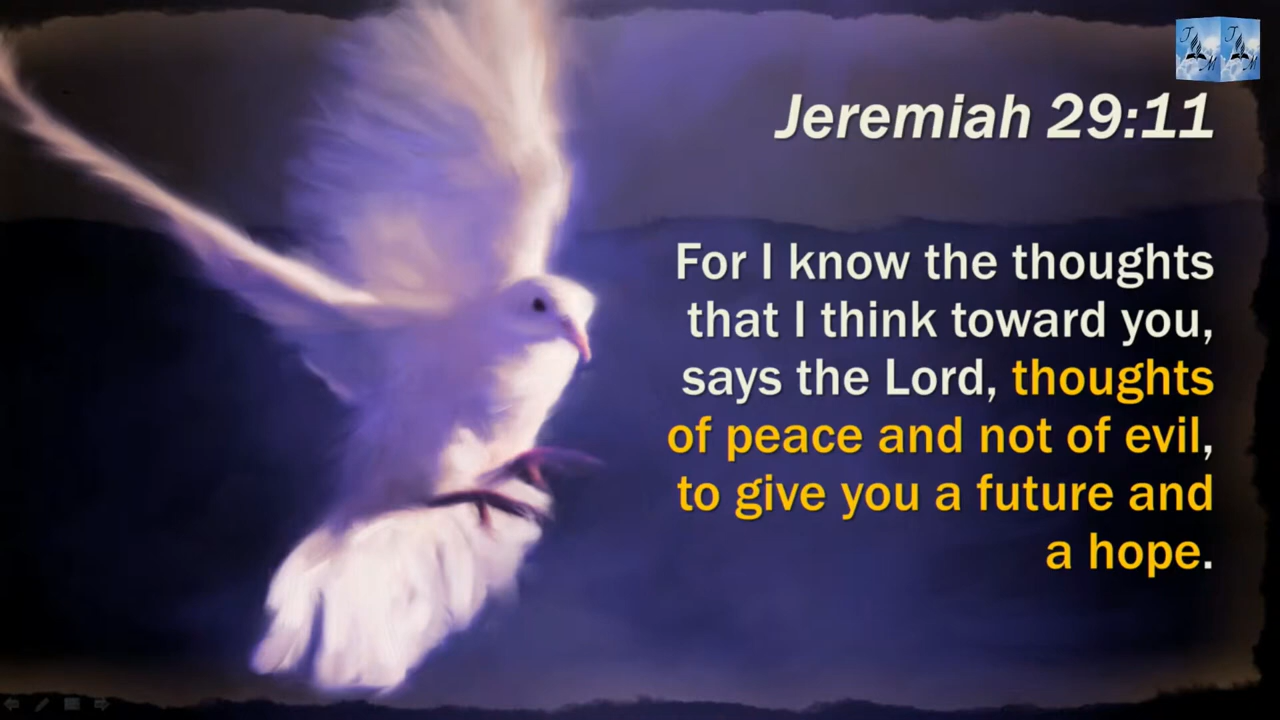 T M T M
Jeremiah 29:11
For I know the thoughts
that I think toward you,
says the Lord, thoughts
of peace and not of evil,
to give you a future and
a hope.